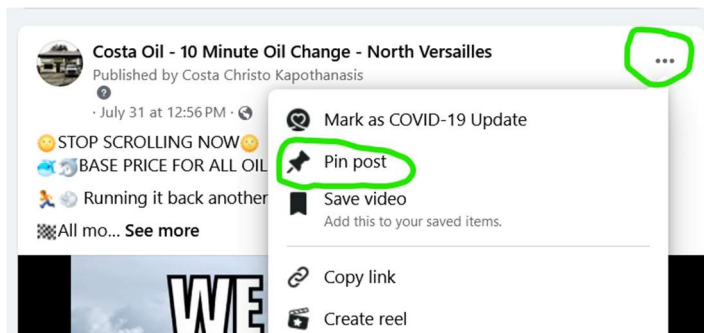 Costa Oil - 10 Minute Oil Change - North Versailles
Published by Costa Christo Kapothanasis
· July 31 at 12:56 PM ·
😶STOP SCROLLING NOW😶
BASE PRICE FOR ALL OIL
Running it back another
All mo... See more
WE
Mark as COVID-19 Update
Pin post
Save video
Add this to your saved items.
Copy link
Create reel